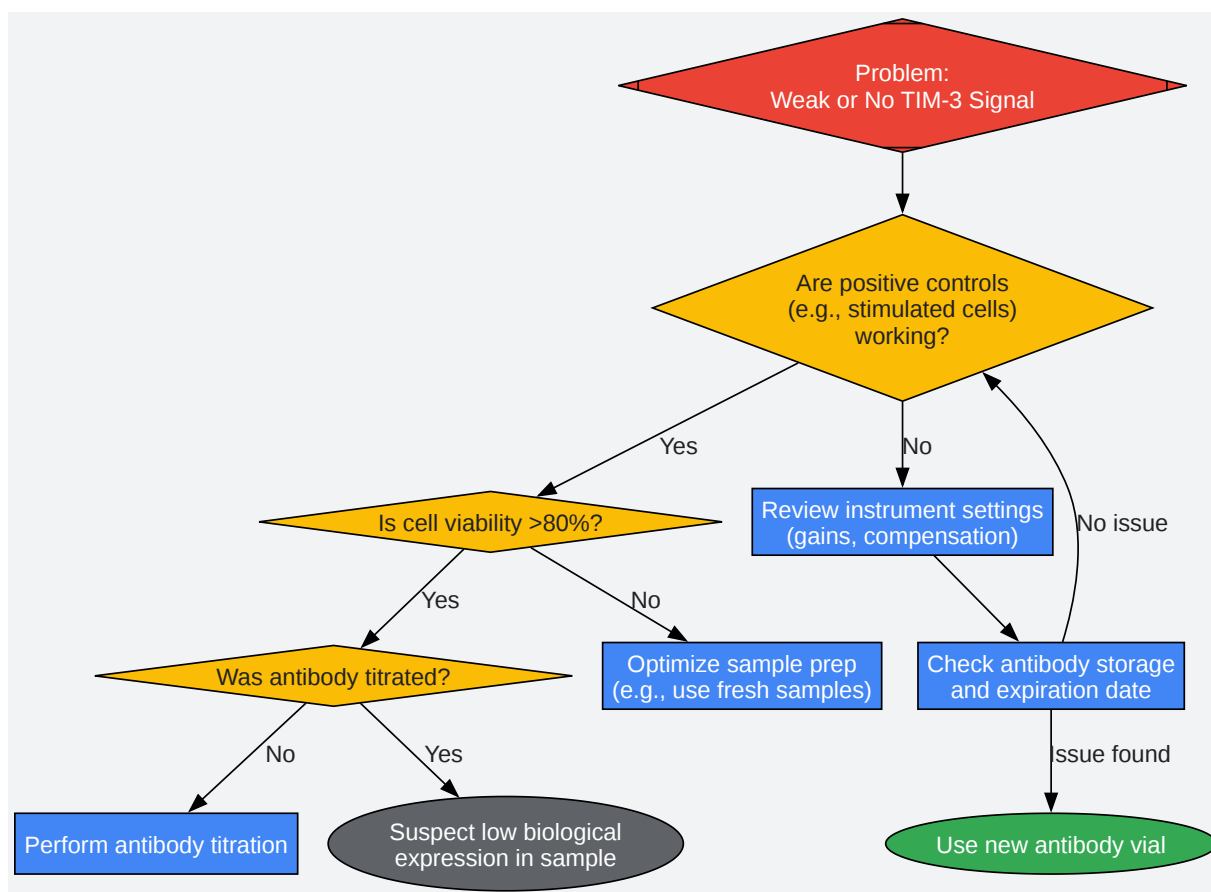 Problem:
Weak or No TIM-3 Signal
Are positive controls
(e.g., stimulated cells)
working?
Yes
No
Is cell viability >80%?
Review instrument settings
(gains, compensation)
No issue
Yes
No
Was antibody titrated?
Optimize sample prep
(e.g., use fresh samples)
Check antibody storage
and expiration date
No
Yes
Issue found
Perform antibody titration
Suspect low biological
expression in sample
Use new antibody vial